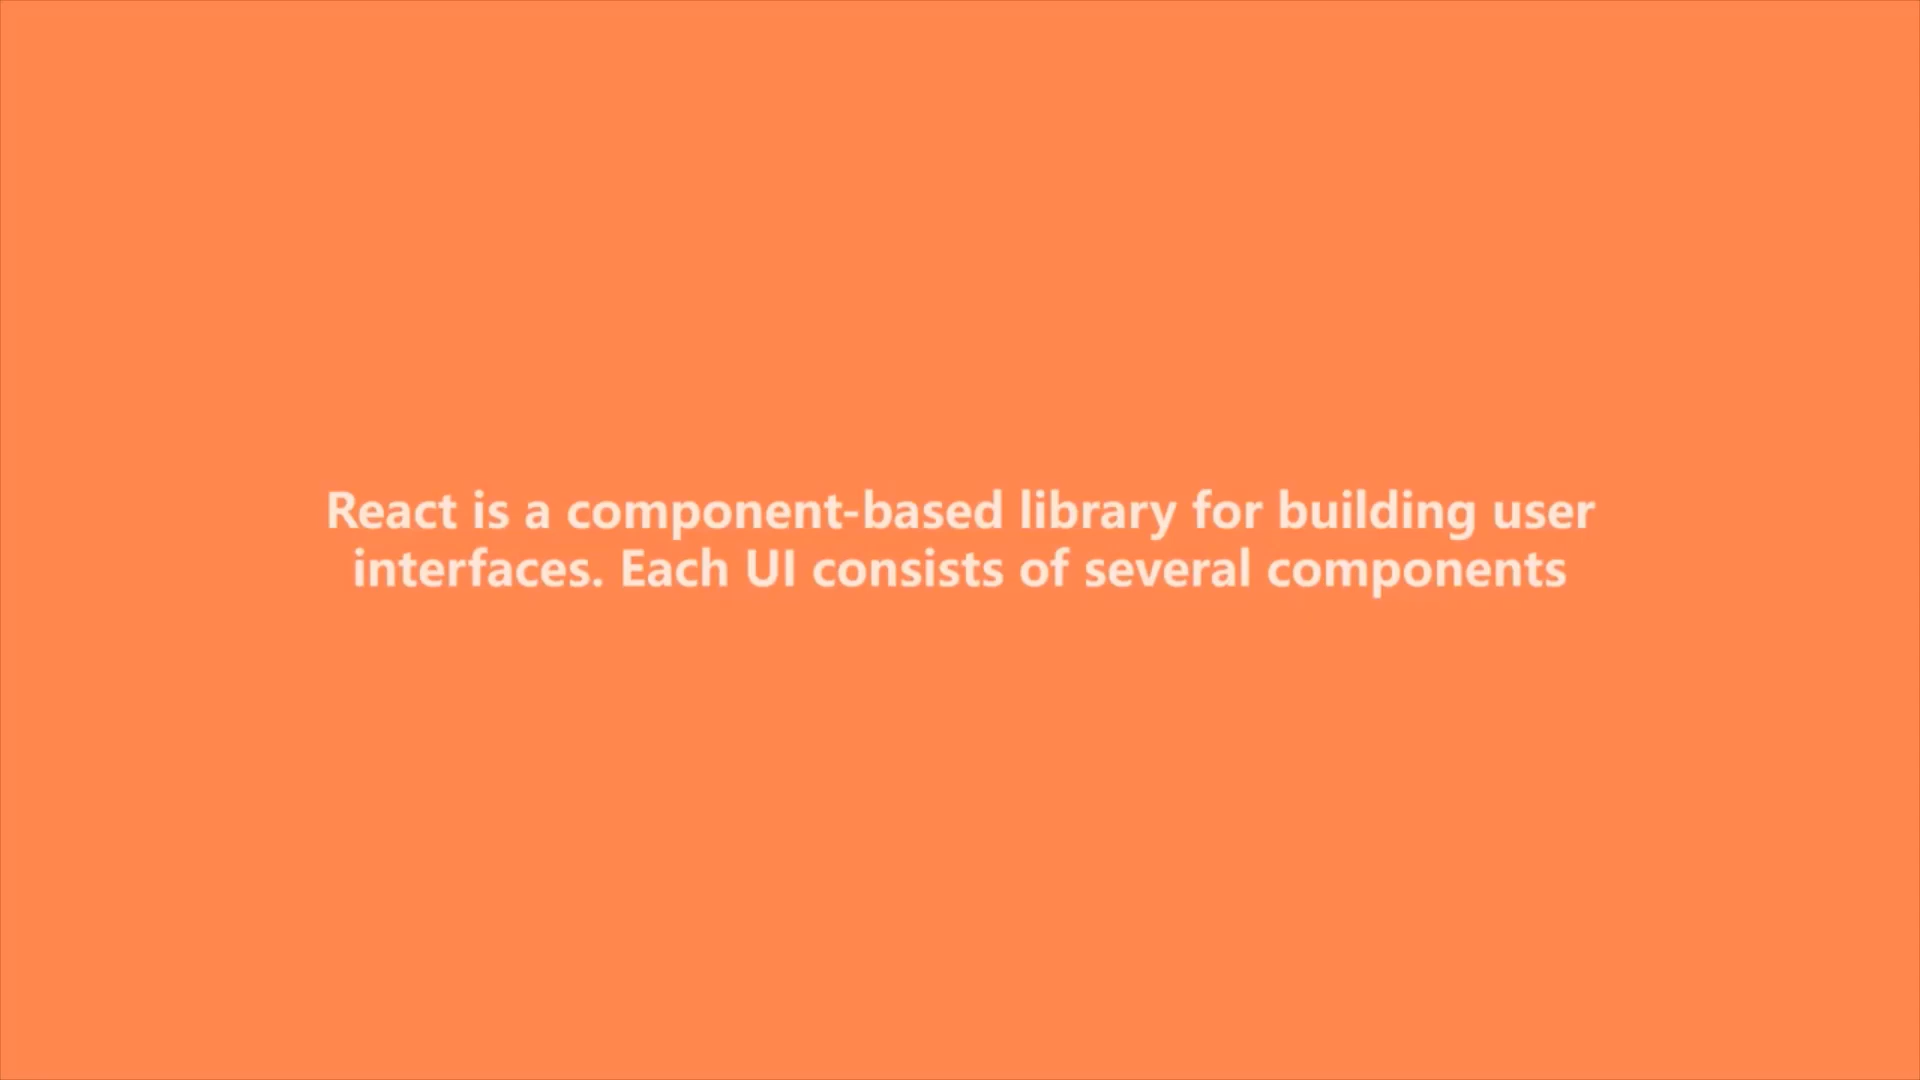 React is a component-based library for building user
interfaces. Each UI consists of several components